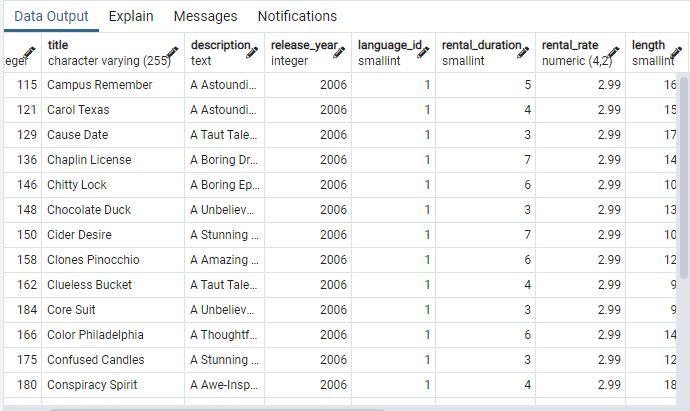 Data Output Explain Messages Notifications
title description release_year language_id rental_duration rental_rate length
character varying (255) text integer smallint smallint numeric (4,2) smallint
115 Campus Remember A Astoundi... 2006 1 5 2.99 16
121 Carol Texas A Astoundi... 2006 1 4 2.99 15
129 Cause Date A Taut Tale... 2006 1 3 2.99 17
136 Chaplin License A Boring Dr... 2006 1 7 2.99 14
146 Chitty Lock A Boring Ep... 2006 1 6 2.99 10
148 Chocolate Duck A Unbeliev... 2006 1 3 2.99 13
150 Cider Desire A Stunning ... 2006 1 7 2.99 10
158 Clones Pinocchio A Amazing ... 2006 1 6 2.99 12
162 Clueless Bucket A Taut Tale... 2006 1 4 2.99 9
184 Core Suit A Unbeliev... 2006 1 3 2.99 9
166 Color Philadelphia A Thoughtf... 2006 1 6 2.99 14
175 Confused Candles A Stunning ... 2006 1 3 2.99 12
180 Conspiracy Spirit A Awe-Insp... 2006 1 4 2.99 18